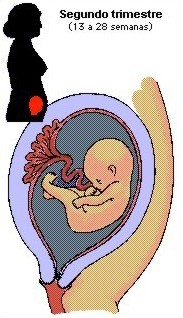 Segundo trimestre
(13 a 28 semanas)